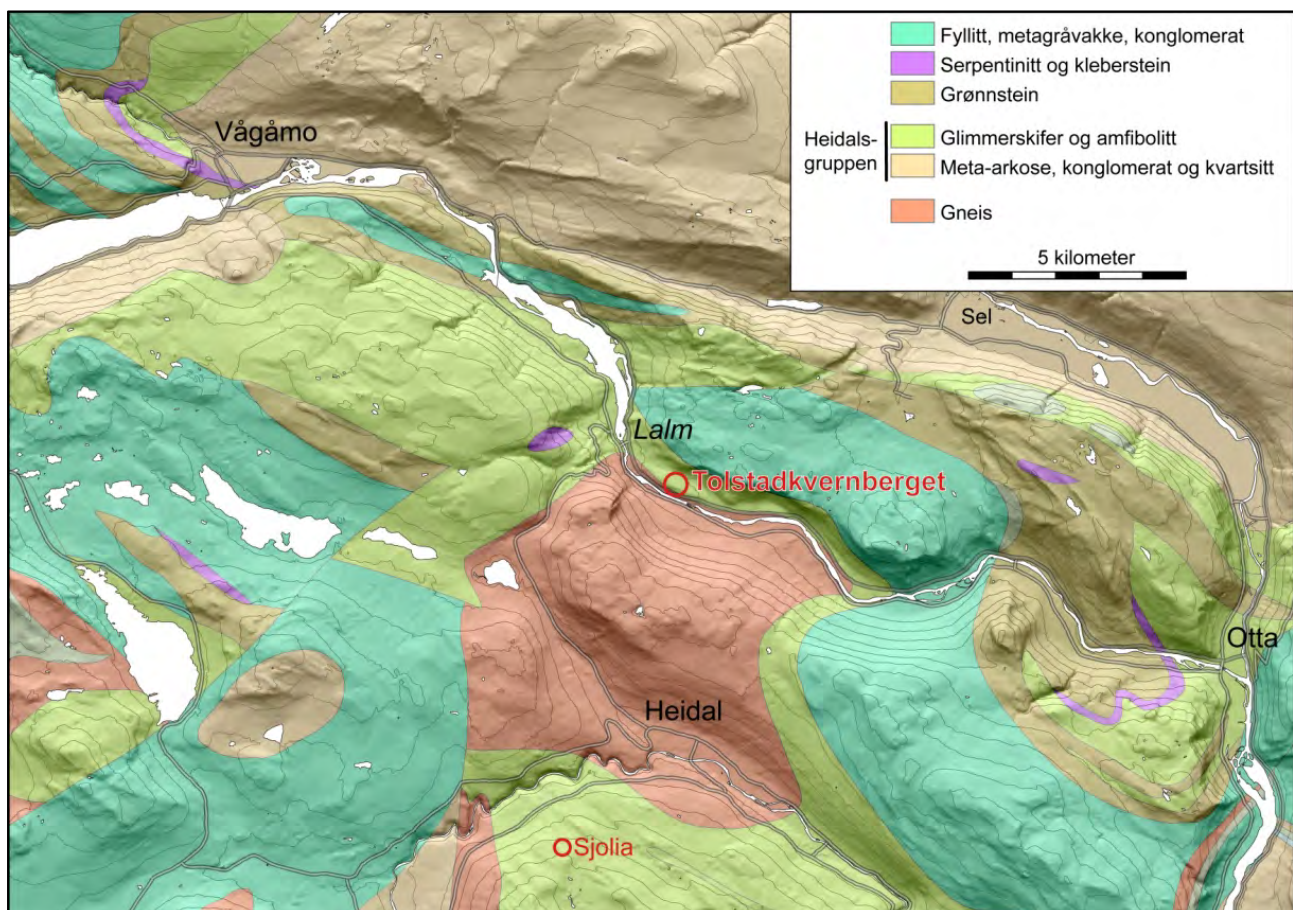 Fyllitt, metagråvakke, konglomerat
Serpentinitt og kleberstein
Grønnstein
Heidals-
gruppen
Glimmerskifer og amfibolitt
Meta-arkose, konglomerat og kvartsitt
Gneis
5 kilometer
Vågåmo
Sel
Lalm
Tolstadkvernberget
Otta
Heidal
Sjolia